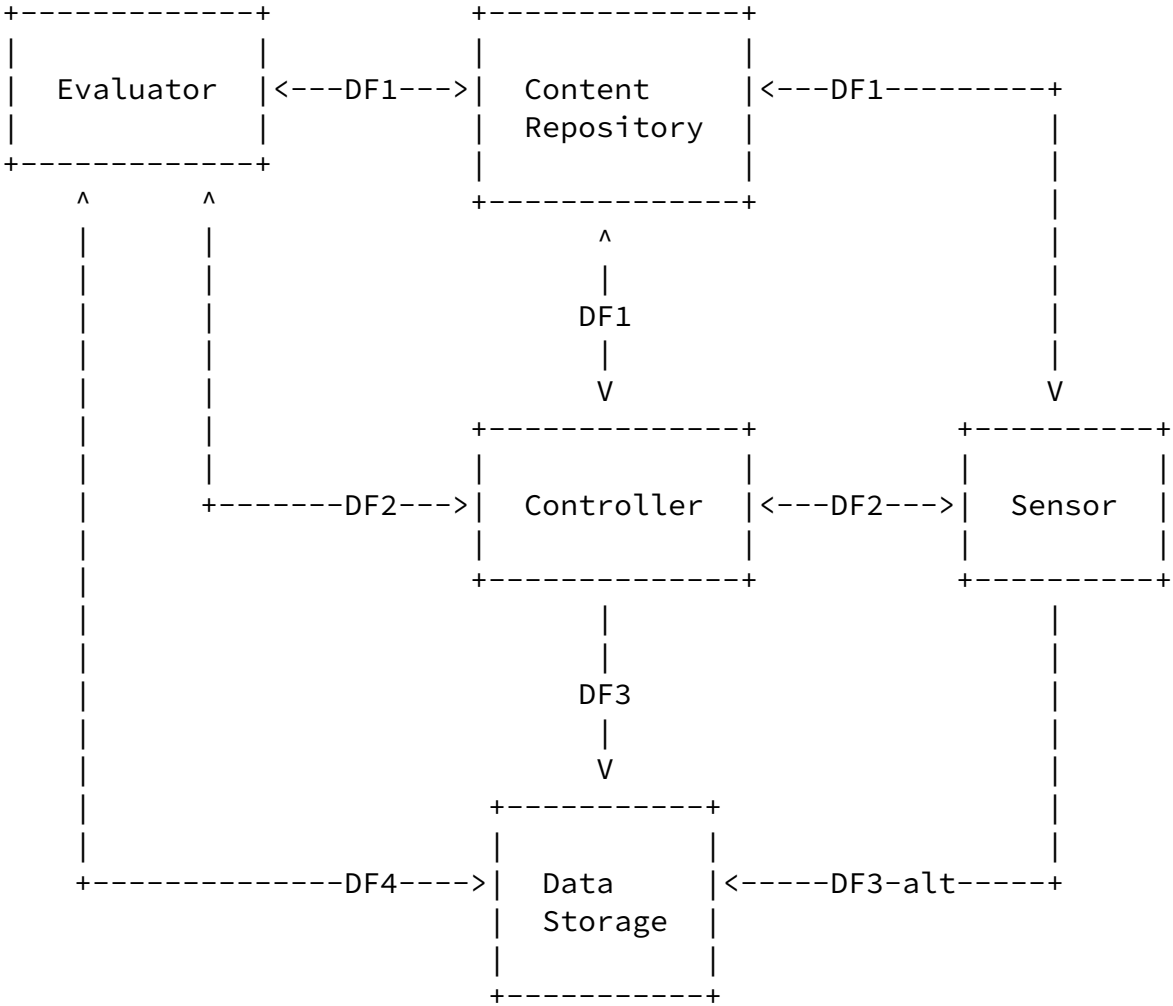 Evaluator <---DF1---> Content <---DF1---------+
Repository
DF1
V V
+-------DF2---> Controller <---DF2---> Sensor
DF3
V
+--------------DF4----> Data <-----DF3-alt-----+
Storage